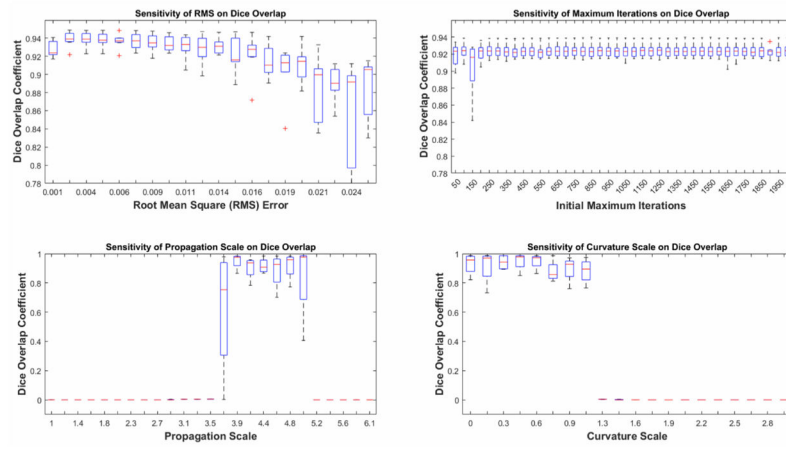 Sensitivity of RMS on Dice Overlap
Dice Overlap Coefficient
0.94
0.92
0.9
0.88
0.86
0.84
0.82
0.8
0.78
0.001 0.004 0.006 0.009 0.011 0.014 0.016 0.019 0.021 0.024
Root Mean Square (RMS) Error
Sensitivity of Maximum Iterations on Dice Overlap
Dice Overlap Coefficient
0.94
0.92
0.9
0.88
0.86
0.84
0.82
0.8
0.78
50 150 250 350 450 550 650 750 850 950 1050 1150 1250 1350 1450 1550 1650 1750 1850 1950
Initial Maximum Iterations
Sensitivity of Propagation Scale on Dice Overlap
Dice Overlap Coefficient
1
0.8
0.6
0.4
0.2
0
1 1.4 1.8 2.3 2.7 3.1 3.5 3.9 4.4 4.8 5.2 5.6 6.1
Propagation Scale
Sensitivity of Curvature Scale on Dice Overlap
Dice Overlap Coefficient
1
0.8
0.6
0.4
0.2
0
0 0.3 0.6 0.9 1.3 1.6 1.9 2.2 2.5 2.8
Curvature Scale